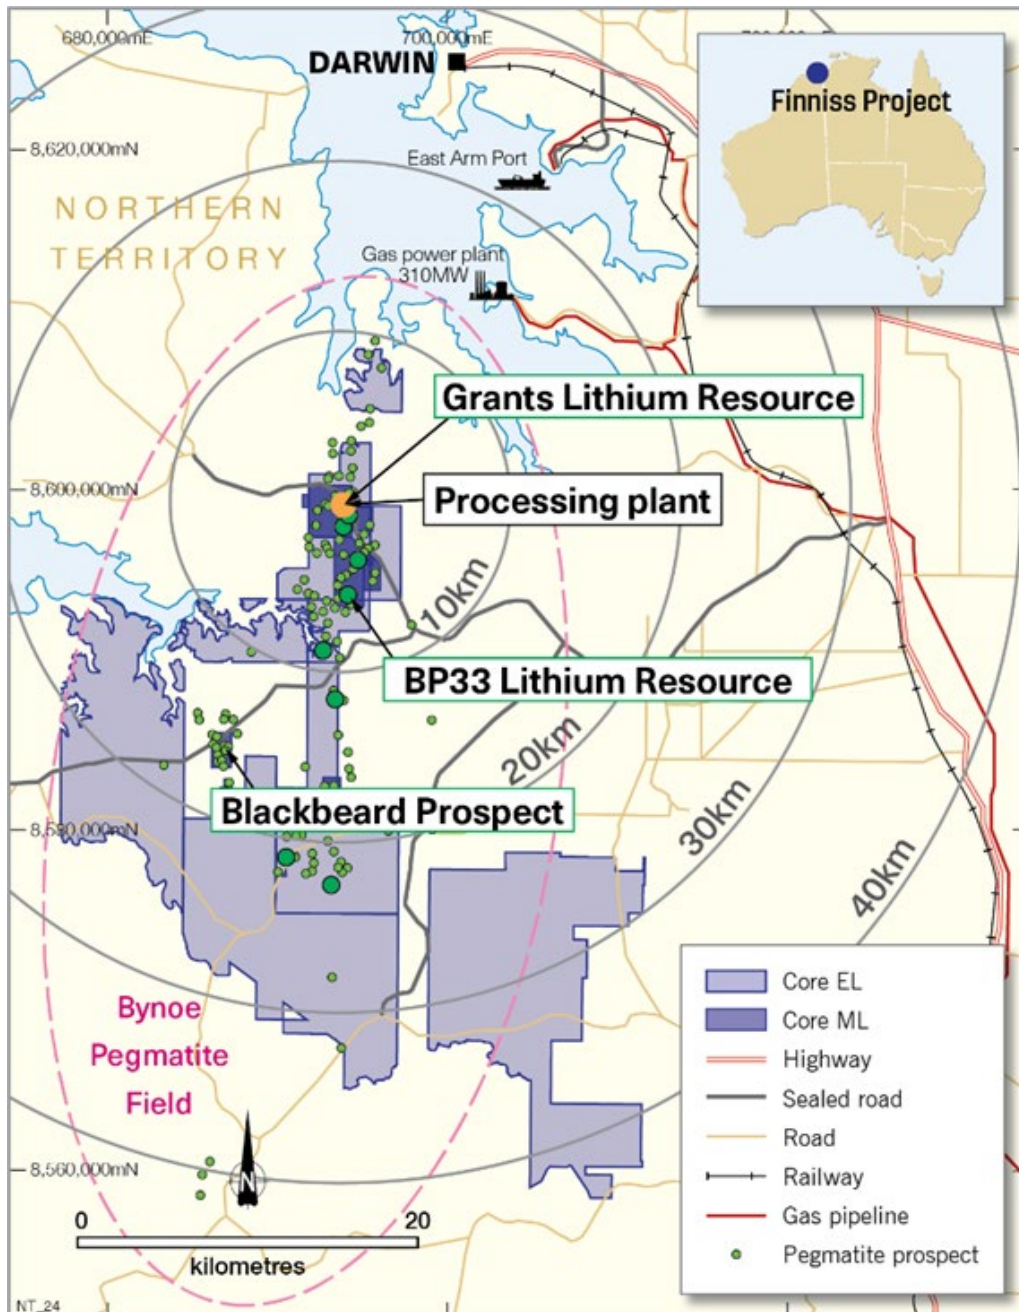 680,000mE
700,000mE
DARWIN
Finniss Project
8,620,000mN
East Arm Port
NORTHERN
TERRITORY
Gas power plant
310MW
Grants Lithium Resource
8,600,000mN
Processing plant
10km
BP33 Lithium Resource
20km
Blackbeard Prospect
30km
40km
Bynoe
Pegmatite
Field
8,560,000mN
N
0 20
kilometres
NT_24
Core EL
Core ML
Highway
Sealed road
Road
Railway
Gas pipeline
Pegmatite prospect